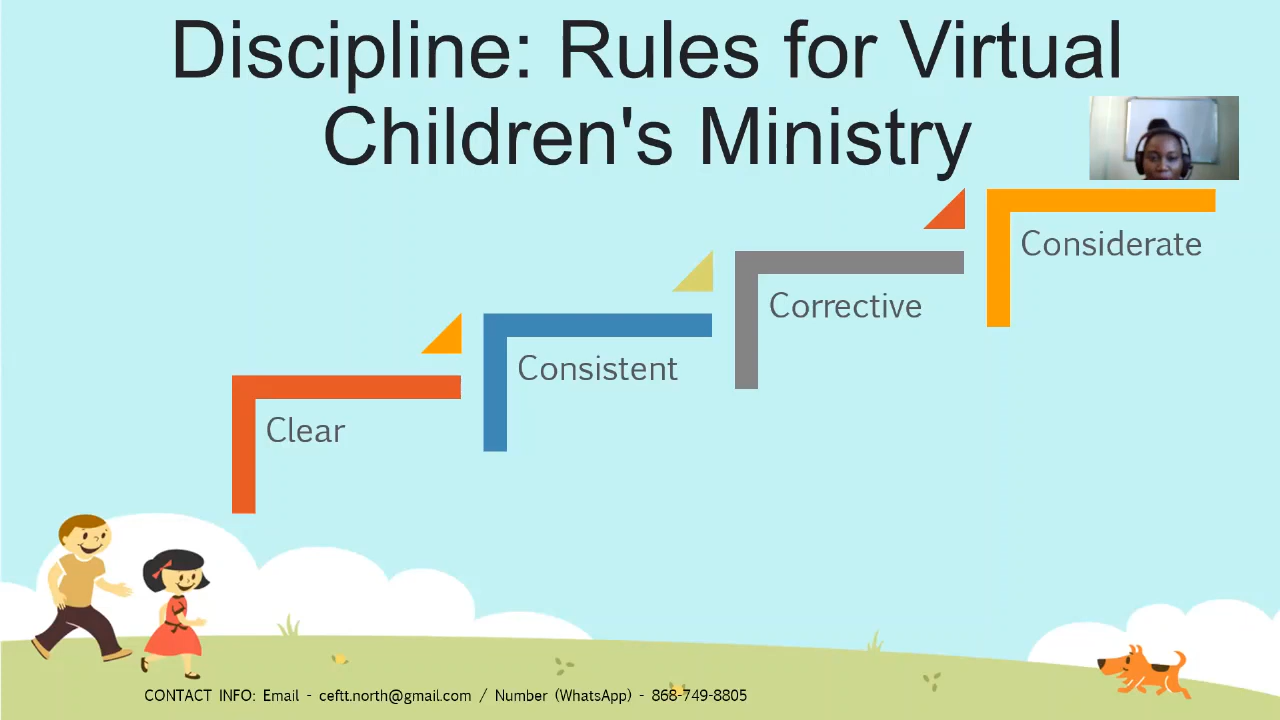 Discipline: Rules for Virtual
Children's Ministry
Considerate
Corrective
Consistent
Clear
CONTACT INFO: Email - ceftt.north@gmail.com / Number (WhatsApp) - 868-749-8805